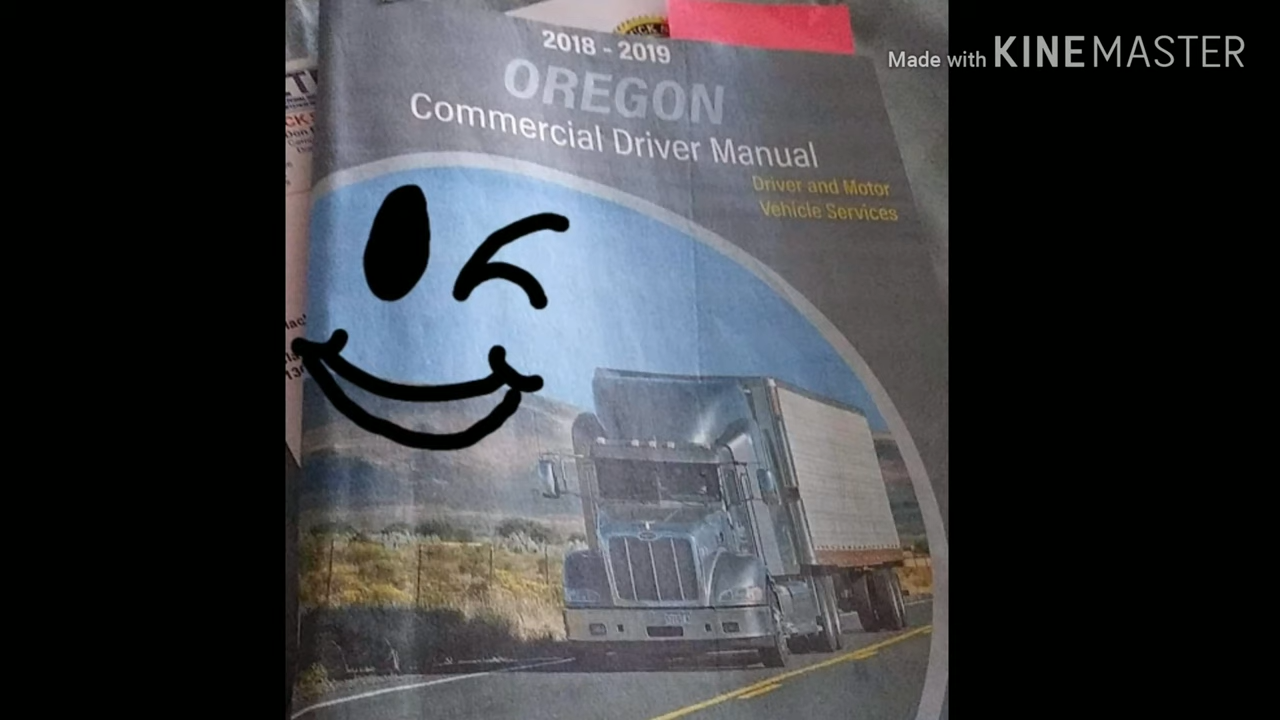 2018 - 2019
OREGON
Commercial Driver Manual
Driver and Motor
Vehicle Services
Made with KINEMASTER